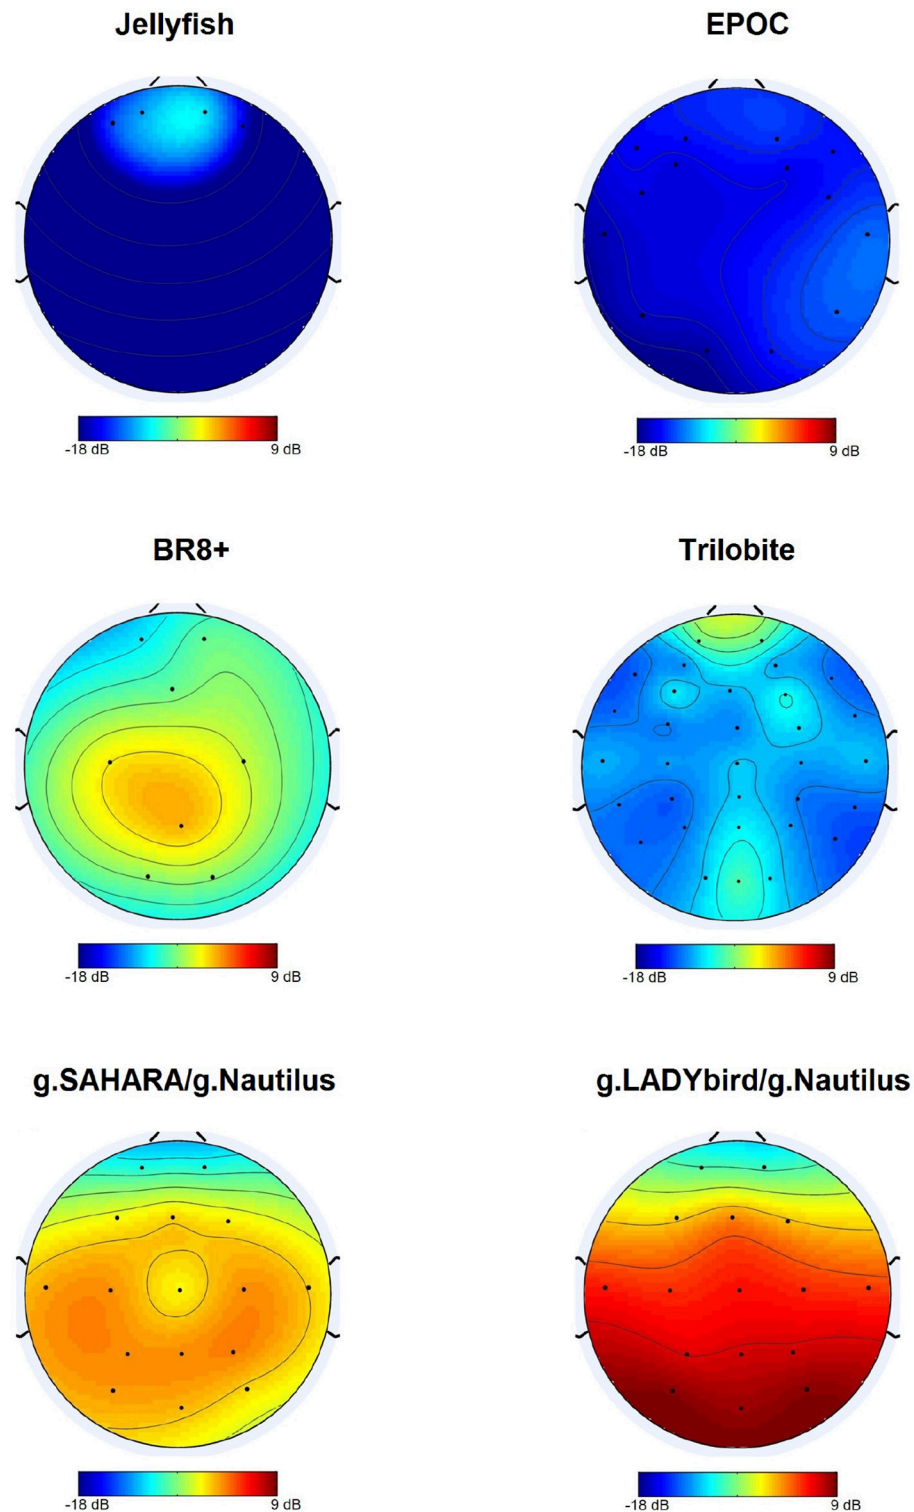 Jellyfish
EPOC
-18 dB
9 dB
-18 dB
9 dB
BR8+
Trilobite
-18 dB
9 dB
-18 dB
9 dB
g.SAHARA/g.Nautilus
g.LADYbird/g.Nautilus
-18 dB
9 dB
-18 dB
9 dB